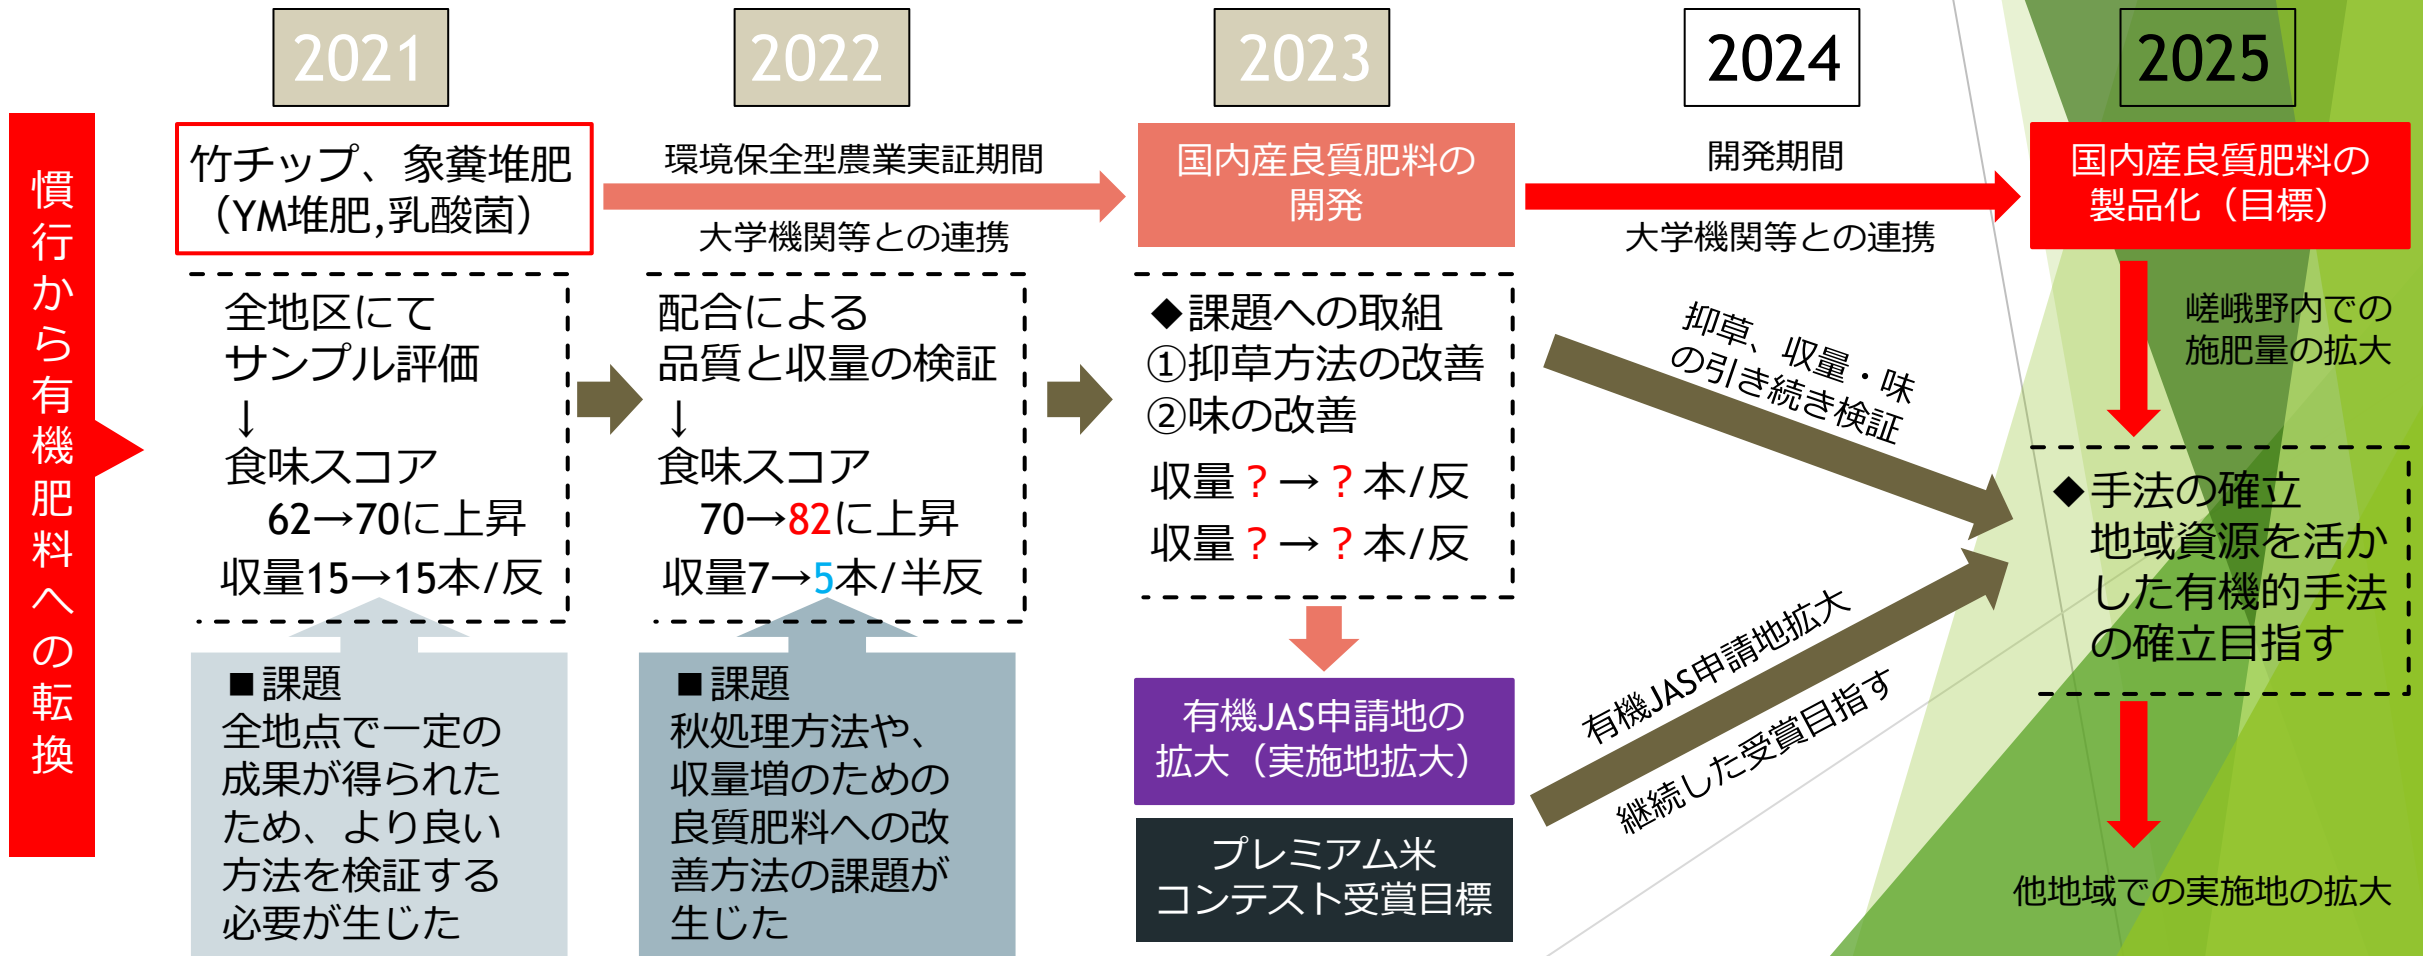 2021
2022
2023
2024
2025
慣行から有機肥料への転換
竹チップ、象糞堆肥
（YM堆肥,乳酸菌）
環境保全型農業実証期間
大学機関等との連携
国内産良質肥料の
開発
開発期間
大学機関等との連携
国内産良質肥料の
製品化（目標）
全地区にて
サンプル評価
↓
食味スコア
62→70に上昇
収量15→15本/反
配合による
品質と収量の検証
↓
食味スコア
70→82に上昇
収量7→5本/半反
◆課題への取組
①抑草方法の改善
②味の改善
収量？→？本/反
収量？→？本/反
抑草、収量・味
の引き続き検証
嵯峨野内での
施肥量の拡大
◆手法の確立
地域資源を活か
した有機的手法
の確立目指す
■課題
全地点で一定の
成果が得られた
ため、より良い
方法を検証する
必要が生じた
■課題
秋処理方法や、
収量増のための
良質肥料への改
善方法の課題が
生じた
有機JAS申請地の
拡大（実施地拡大）
プレミアム米
コンテスト受賞目標
有機JAS申請地拡大
継続した受賞目指す
他地域での実施地の拡大